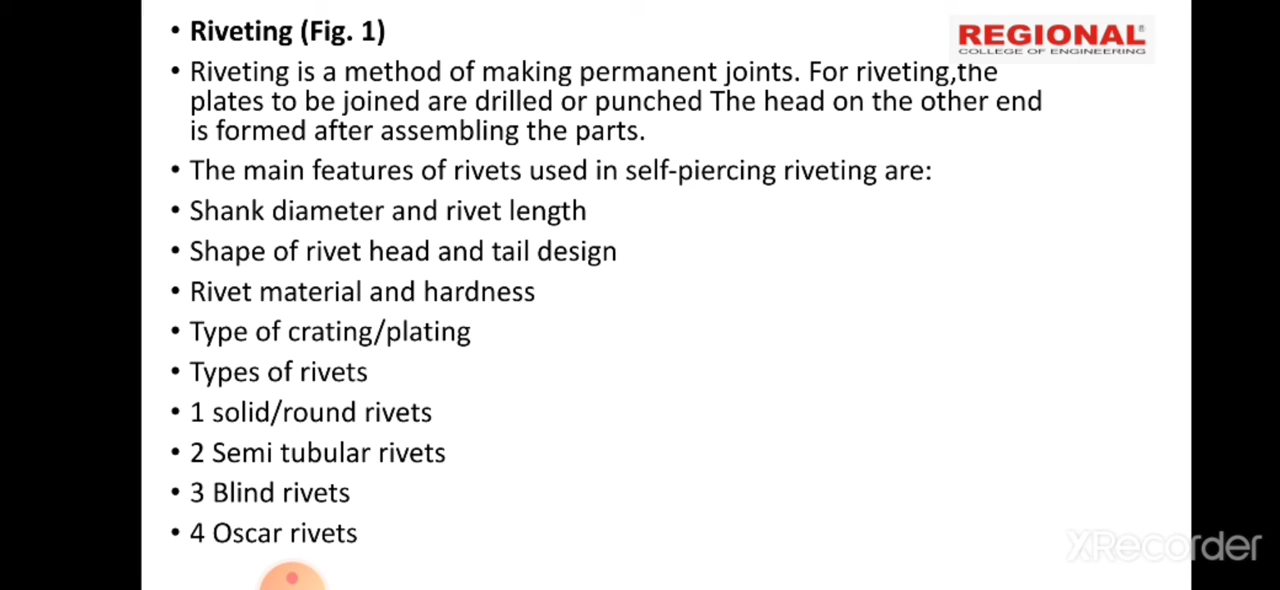 • Riveting (Fig. 1)
REGIONAL
COLLEGE OF ENGINEERING
• Riveting is a method of making permanent joints. For riveting,the
plates to be joined are drilled or punched The head on the other end
is formed after assembling the parts.
• The main features of rivets used in self-piercing riveting are:
• Shank diameter and rivet length
• Shape of rivet head and tail design
• Rivet material and hardness
• Type of crating/plating
• Types of rivets
• 1 solid/round rivets
• 2 Semi tubular rivets
• 3 Blind rivets
• 4 Oscar rivets
XRecorder